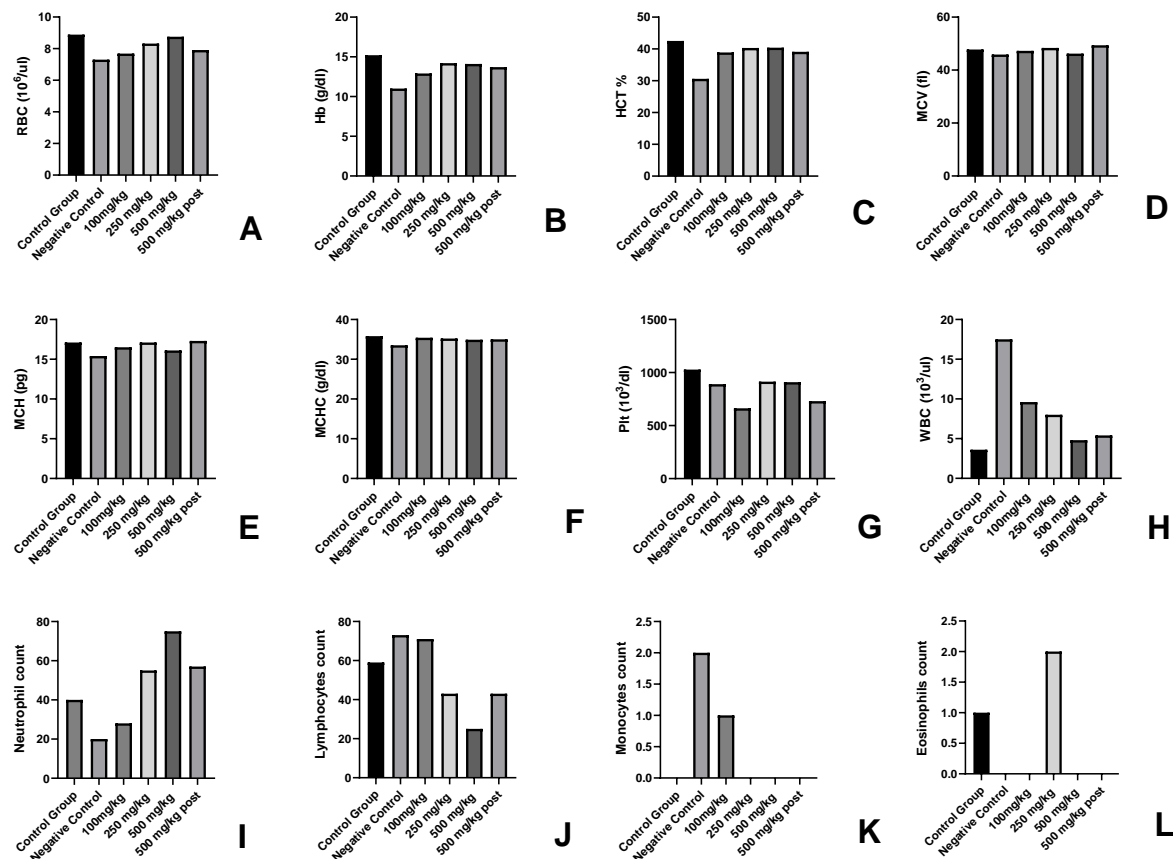 RBC (10^6/ul)
10
8
6
4
2
0
Control Group
Negative Control
100mg/kg
250 mg/kg
500 mg/kg
500 mg/kg post
A
Hb (g/dl)
20
15
10
5
0
Control Group
Negative Control
100mg/kg
250 mg/kg
500 mg/kg
500 mg/kg post
B
HCT %
50
40
30
20
10
0
Control Group
Negative Control
100mg/kg
250 mg/kg
500 mg/kg
500 mg/kg post
C
MCV (fl)
60
40
20
0
Control Group
Negative Control
100mg/kg
250 mg/kg
500 mg/kg
500 mg/kg post
D
MCH (pg)
20
15
10
5
0
Control Group
Negative Control
100mg/kg
250 mg/kg
500 mg/kg
500 mg/kg post
E
MCHC (g/dl)
40
30
20
10
0
Control Group
Negative Control
100mg/kg
250 mg/kg
500 mg/kg
500 mg/kg post
F
Plt (10^3/dl)
1500
1000
500
0
Control Group
Negative Control
100mg/kg
250 mg/kg
500 mg/kg
500 mg/kg post
G
WBC (10^3/ul)
20
15
10
5
0
Control Group
Negative Control
100mg/kg
250 mg/kg
500 mg/kg
500 mg/kg post
H
Neutrophil count
80
60
40
20
0
Control Group
Negative Control
100mg/kg
250 mg/kg
500 mg/kg
500 mg/kg post
I
Lymphocytes count
80
60
40
20
0
Control Group
Negative Control
100mg/kg
250 mg/kg
500 mg/kg
500 mg/kg post
J
Monocytes count
2.5
2.0
1.5
1.0
0.5
0.0
Control Group
Negative Control
100mg/kg
250 mg/kg
500 mg/kg
500 mg/kg post
K
Eosinophils count
2.5
2.0
1.5
1.0
0.5
0.0
Control Group
Negative Control
100mg/kg
250 mg/kg
500 mg/kg
500 mg/kg post
L